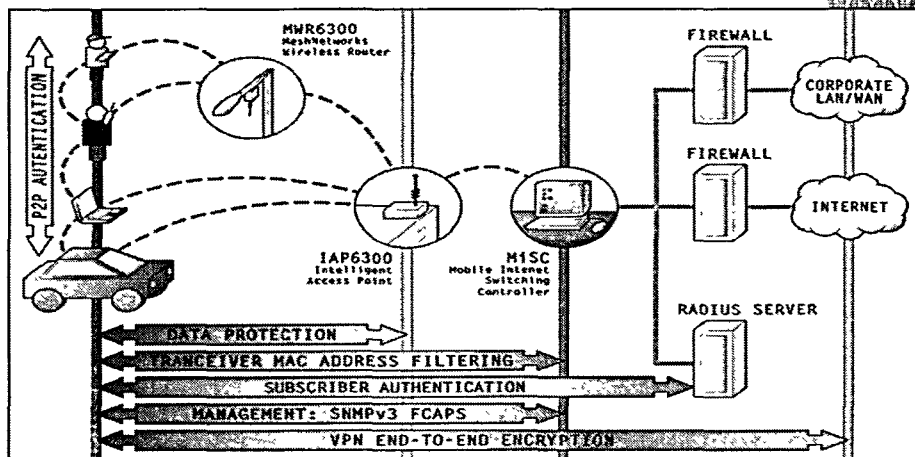 MWR6300
MeshNetworks
Wireless Router
FIREWALL
CORPORATE
LAN/WAN
P2P AUTENTICATION
FIREWALL
INTERNET
IAP6300
Intelligent
Access Point
MiSC
Mobile Internet
Switching
Controller
RADIUS SERVER
DATA PROTECTION
TRANCEIVER MAC ADDRESS FILTERING
SUBSCRIBER AUTHENTICATION
MANAGEMENT: SNMPv3 FCAPS
VPN END-TO-END ENCRYPTION